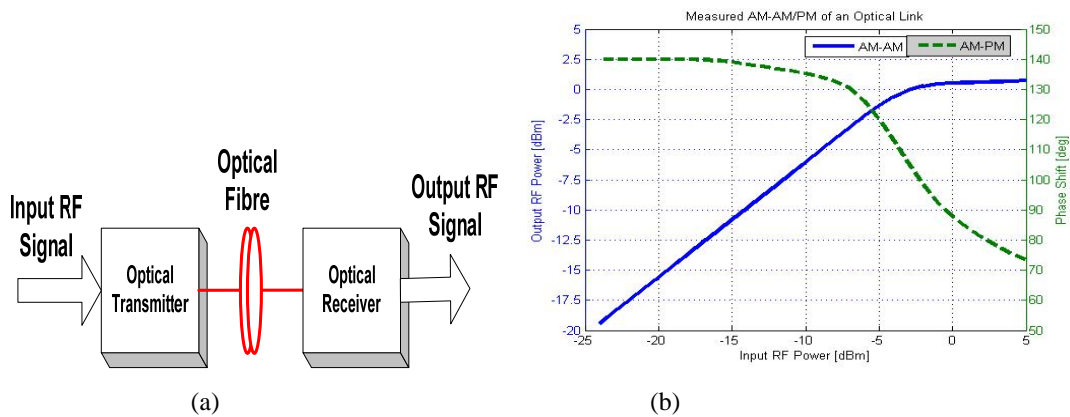 Input RF
Signal
Optical
Transmitter
Optical
Fibre
Optical
Receiver
Output RF
Signal
(a)
Measured AM-AM/PM of an Optical Link
AM-AM
AM-PM
Output RF Power [dBm]
5
2.5
0
-2.5
-5
-7.5
-10
-12.5
-15
-17.5
-20
-25
-20
-15
-10
-5
0
5
Input RF Power [dBm]
150
140
130
120
110
100
90
80
70
60
50
Phase Shift [deg]
(b)